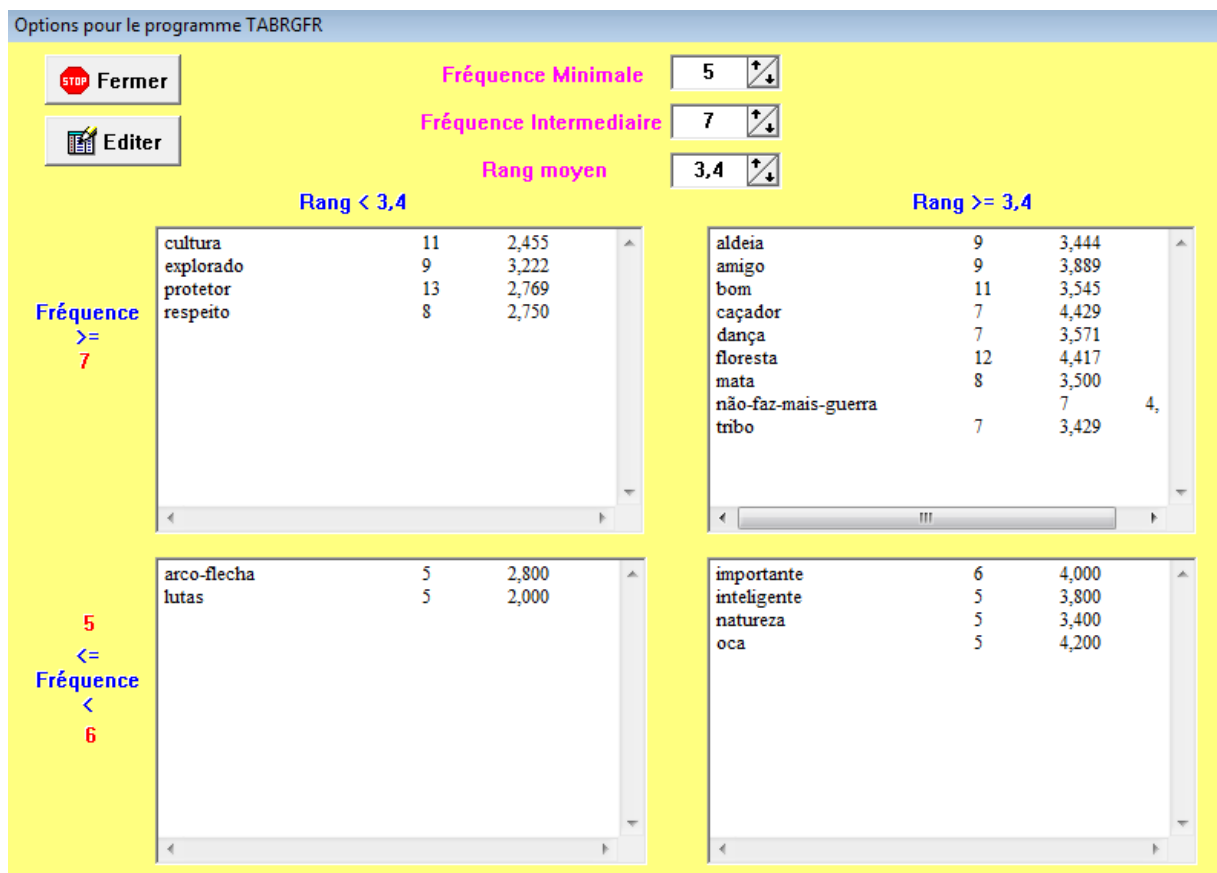 Options pour le programme TABRGFR
STOP Fermer
Editer
Fréquence Minimale 5
Fréquence Intermediaire 7
Rang moyen 3,4
Rang < 3,4
Rang >= 3,4
Fréquence
>=
7
cultura 11 2,455
explorado 9 3,222
protetor 13 2,769
respeito 8 2,750
aldeia 9 3,444
amigo 9 3,889
bom 11 3,545
caçador 7 4,429
dança 7 3,571
floresta 12 4,417
mata 8 3,500
não-faz-mais-guerra 7 4,
tribo 7 3,429
5
<=
Fréquence
<
6
arco-flecha 5 2,800
lutas 5 2,000
importante 6 4,000
inteligente 5 3,800
natureza 5 3,400
oca 5 4,200